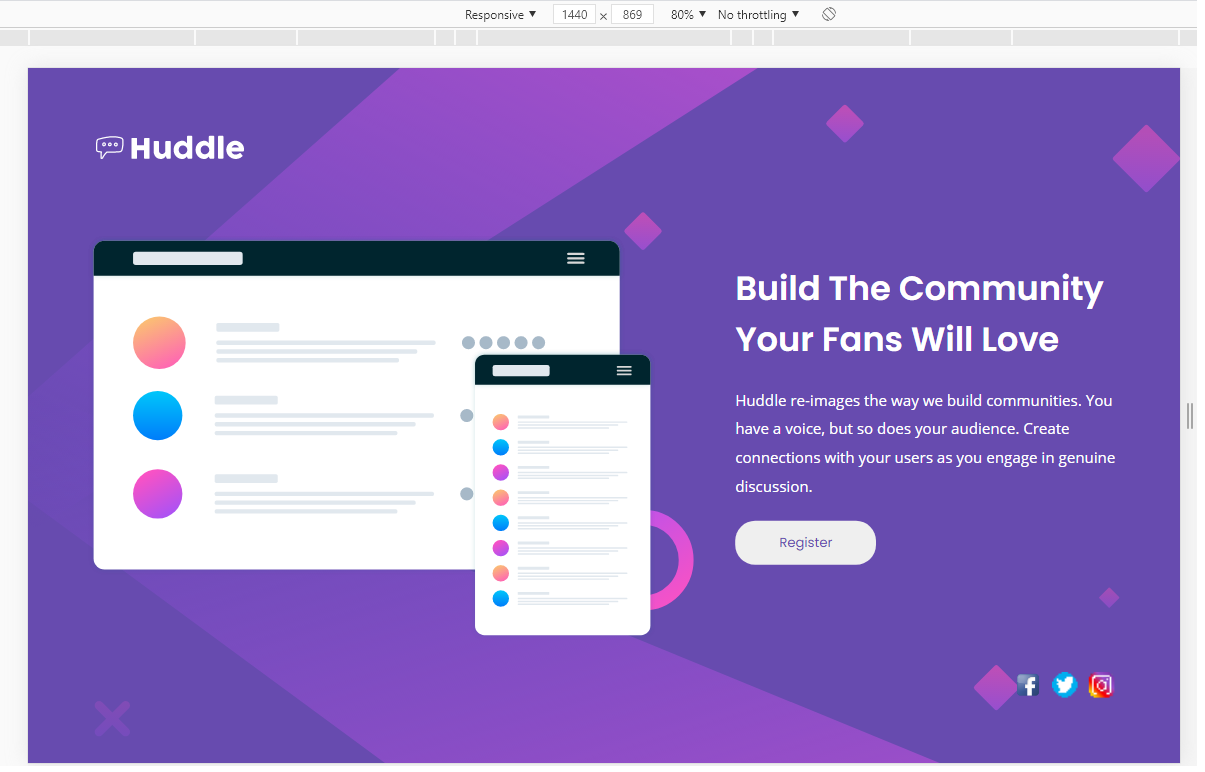 Responsive ▼ 1440 x 869 80% ▼ No throttling ▼
Huddle
Build The Community
Your Fans Will Love
Huddle re-images the way we build communities. You
have a voice, but so does your audience. Create
connections with your users as you engage in genuine
discussion.
Register